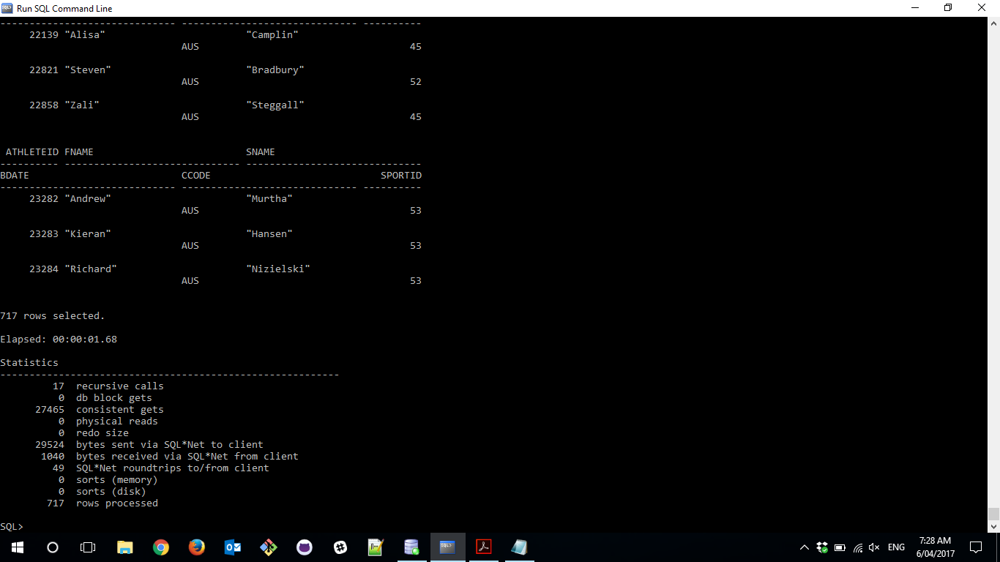 Run SQL Command Line
------------------------------ ------------------------------ ----------
22139 "Alisa" "Camplin"
AUS 45
22821 "Steven" "Bradbury"
AUS 52
22858 "Zali" "Steggall"
AUS 45
ATHLETEID FNAME SNAME
---------- ------------------------------ ------------------------------
BDATE CCODE SPORTID
------------------------------ ------------------------------ ----------
23282 "Andrew" "Murtha"
AUS 53
23283 "Kieran" "Hansen"
AUS 53
23284 "Richard" "Nizielski"
AUS 53
717 rows selected.
Elapsed: 00:00:01.68
Statistics
----------------------------------------------------------
17 recursive calls
0 db block gets
27465 consistent gets
0 physical reads
0 redo size
29524 bytes sent via SQL*Net to client
1040 bytes received via SQL*Net from client
49 SQL*Net roundtrips to/from client
0 sorts (memory)
0 sorts (disk)
717 rows processed
SQL>
ENG
7:28 AM
6/04/2017